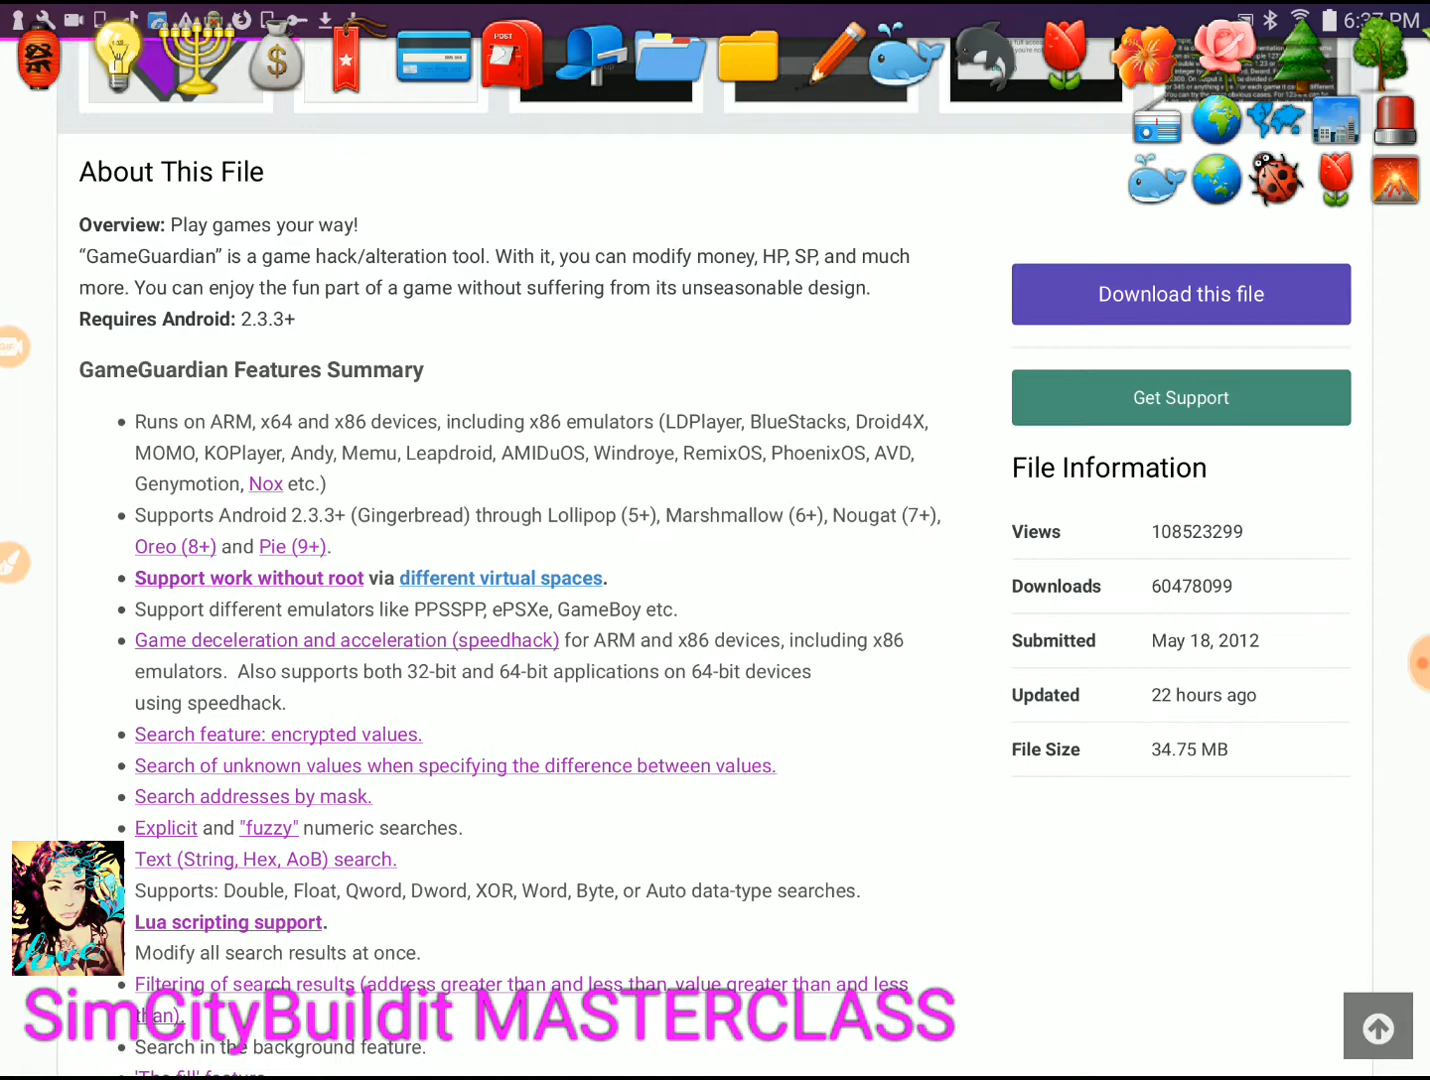 6:37 PM
About This File
Overview: Play games your way!
“GameGuardian” is a game hack/alteration tool. With it, you can modify money, HP, SP, and much
more. You can enjoy the fun part of a game without suffering from its unseasonable design.
Requires Android: 2.3.3+
GameGuardian Features Summary
Runs on ARM, x64 and x86 devices, including x86 emulators (LDPlayer, BlueStacks, Droid4X,
MOMO, KOPlayer, Andy, Memu, Leapdroid, AMIDuOS, Windroye, RemixOS, PhoenixOS, AVD,
Genymotion, Nox etc.)
Supports Android 2.3.3+ (Gingerbread) through Lollipop (5+), Marshmallow (6+), Nougat (7+),
Oreo (8+) and Pie (9+).
Support work without root via different virtual spaces.
Support different emulators like PPSSPP, ePSXe, GameBoy etc.
Game deceleration and acceleration (speedhack) for ARM and x86 devices, including x86
emulators.  Also supports both 32-bit and 64-bit applications on 64-bit devices
using speedhack.
Search feature: encrypted values.
Search of unknown values when specifying the difference between values.
Search addresses by mask.
Explicit and "fuzzy" numeric searches.
Text (String, Hex, AoB) search.
Supports: Double, Float, Qword, Dword, XOR, Word, Byte, or Auto data-type searches.
Lua scripting support.
Modify all search results at once.
Filtering of search results (address greater than and less than, value greater than and less
than).
Search in the background feature.
'The fill' feature
SimCityBuildit MASTERCLASS
love
POST
GIF
Download this file
Get Support
File Information
Views 108523299
Downloads 60478099
Submitted May 18, 2012
Updated 22 hours ago
File Size 34.75 MB